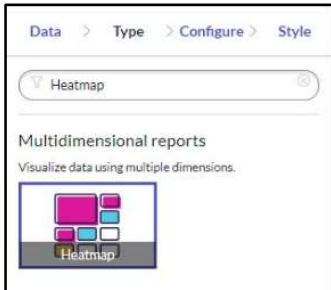 Data > Type > Configure > Style
Heatmap
Multidimensional reports
Visualize data using multiple dimensions.
Heatmap